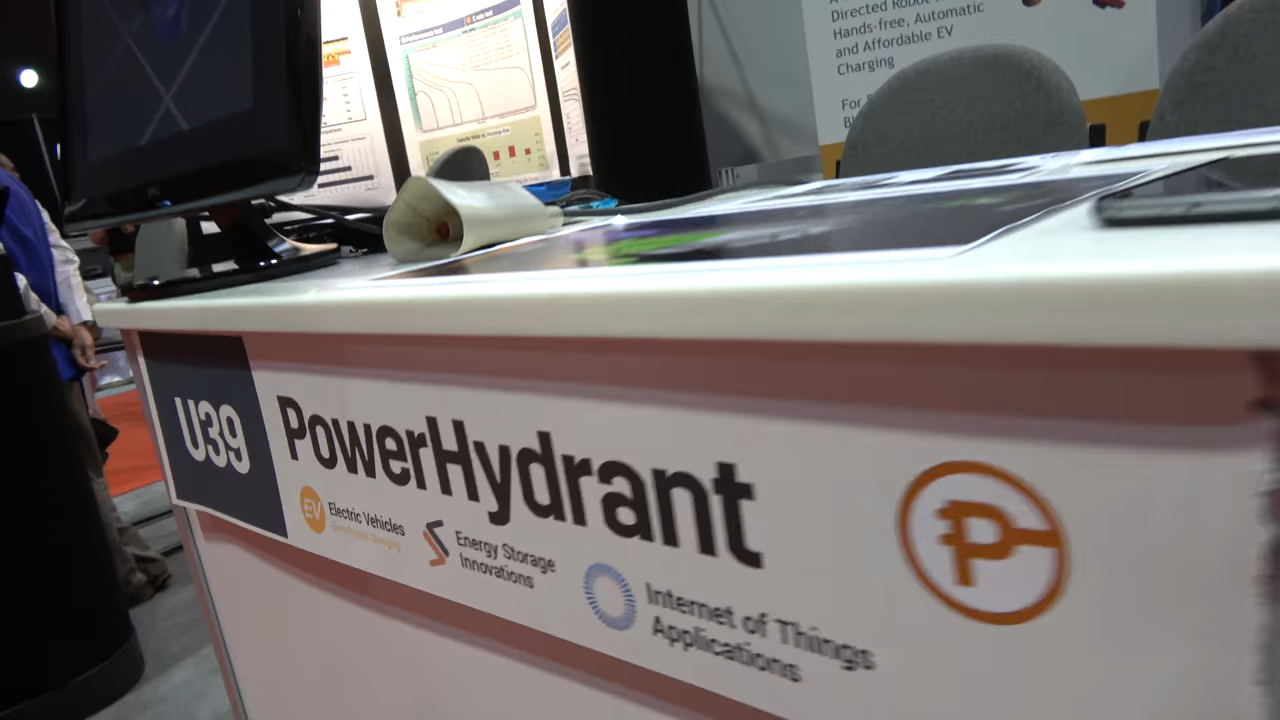 Directed Robot
Hands-free, Automatic
and Affordable EV
Charging
For
U39
PowerHydrant
EV
Electric Vehicles
Energy Storage
Innovations
Internet of Things
Applications